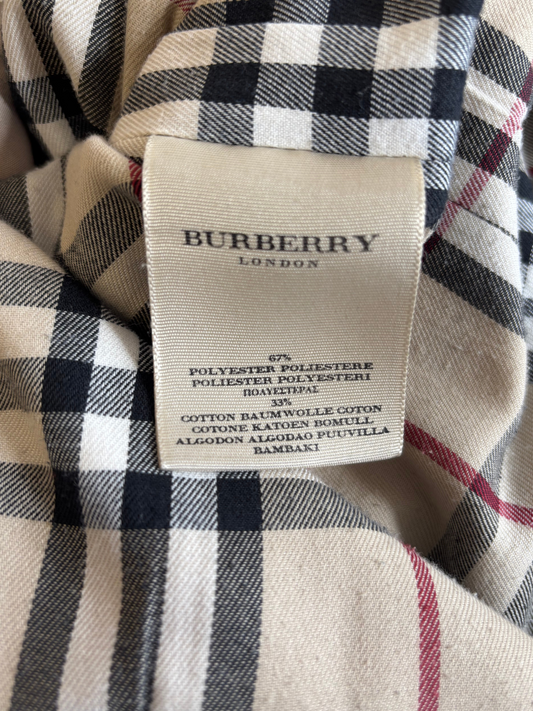 BURBERRY
LONDON
67%
POLYESTER POLIESTERE
POLIESTER POLYESTERI
ΠΟΛΥΕΣΤΕΡΑΣ
33%
COTTON BAUMWOLLE COTON
COTONE KATOEN BOMULL
ALGODON ALGODAO PUUVILLA
BAMBAKI